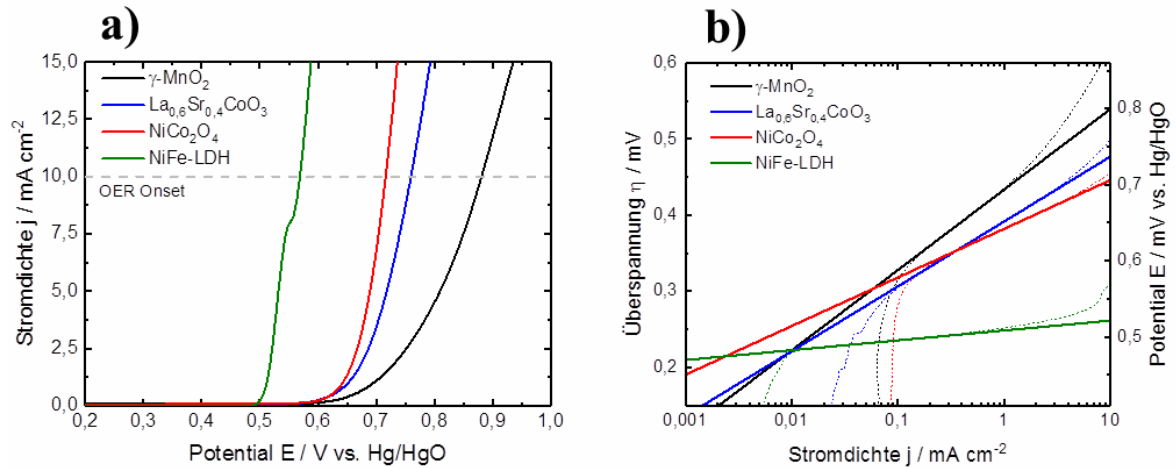 a)
15,0
12,5
10,0
7,5
5,0
2,5
0,0
Stromdichte j / mA cm⁻²
γ-MnO₂
La₀,₆Sr₀,₄CoO₃
NiCo₂O₄
NiFe-LDH
OER Onset
0,2 0,3 0,4 0,5 0,6 0,7 0,8 0,9 1,0
Potential E / V vs. Hg/HgO
b)
0,6
0,5
0,4
0,3
0,2
Überspannung η / mV
γ-MnO₂
La₀,₆Sr₀,₄CoO₃
NiCo₂O₄
NiFe-LDH
0,8
0,7
0,6
0,5
Potential E / mV vs. Hg/HgO
0,001 0,01 0,1 1 10
Stromdichte j / mA cm⁻²